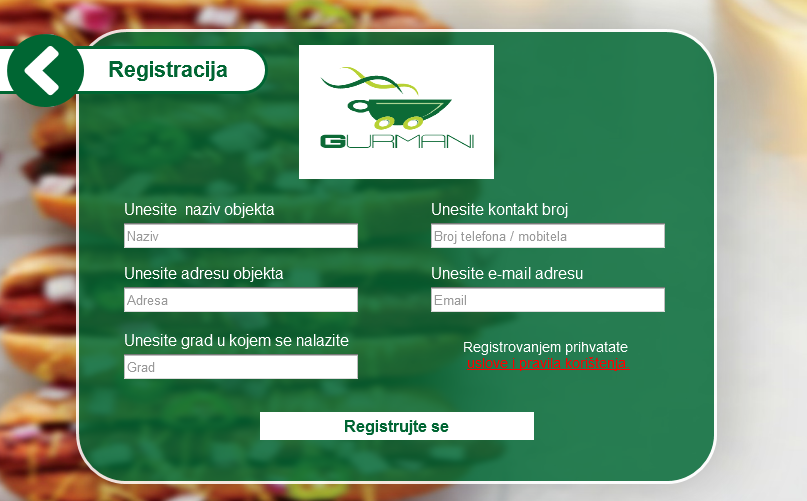 Registracija
GURMANI
Unesite  naziv objekta
Naziv
Unesite kontakt broj
Broj telefona / mobitela
Unesite adresu objekta
Adresa
Unesite e-mail adresu
Email
Unesite grad u kojem se nalazite
Grad
Registrovanjem prihvatate
uslove i pravila korištenja.
Registrujte se